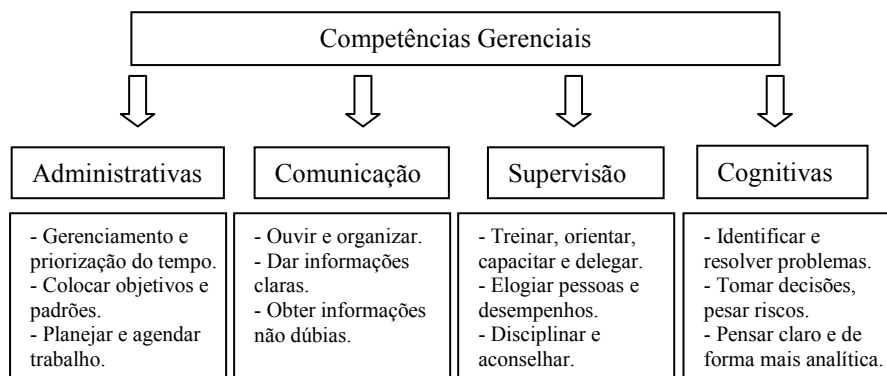 Competências Gerenciais
Administrativas
- Gerenciamento e
priorização do tempo.
- Colocar objetivos e
padrões.
- Planejar e agendar
trabalho.
Comunicação
- Ouvir e organizar.
- Dar informações
claras.
- Obter informações
não dúbias.
Supervisão
- Treinar, orientar,
capacitar e delegar.
- Elogiar pessoas e
desempenhos.
- Disciplinar e
aconselhar.
Cognitivas
- Identificar e
resolver problemas.
- Tomar decisões,
pesar riscos.
- Pensar claro e de
forma mais analítica.